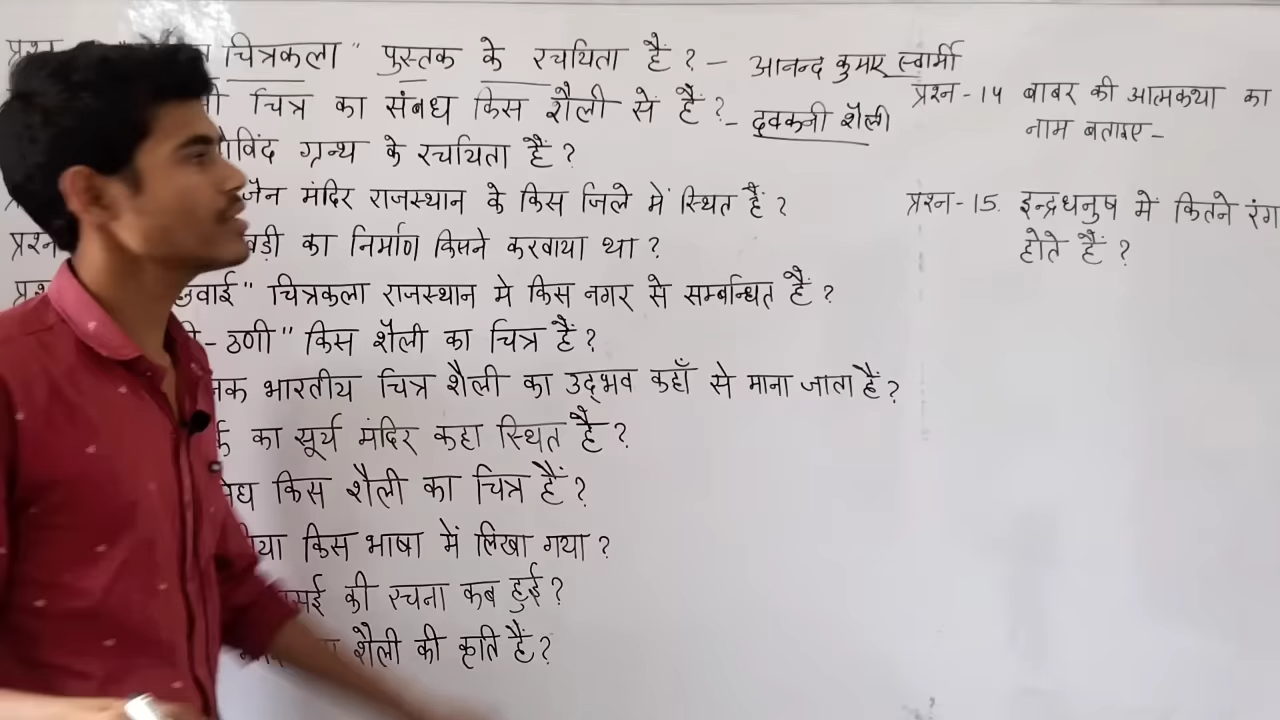 प्रश्न चित्रकला" पुस्तक के रचयिता हैं ? - आनन्द कुमार स्वामी
चित्र का संबध किस शैली से हैं ? - दक्कनी शैली
गोविंद ग्रन्थ के रचयिता हैं ?
जैन मंदिर राजस्थान के किस जिले में स्थित हैं ?
प्रश्न का निर्माण किसने करवाया था ?
चित्रकला राजस्थान मे किस नगर से सम्बन्धित हैं ?
- ठणी" किस शैली का चित्र हैं ?
भारतीय चित्र शैली का उद्भव कहाँ से माना जाता हैं ?
का सूर्य मंदिर कहा स्थित हैं ?
किस शैली का चित्र हैं ?
किस भाषा में लिखा गया ?
की रचना कब हुई ?
शैली की कृति हैं ?
प्रश्न - 14 बाबर की आत्मकथा का
नाम बताइए -
प्रश्न - 15. इन्द्रधनुष में कितने रंग
होते हैं ?